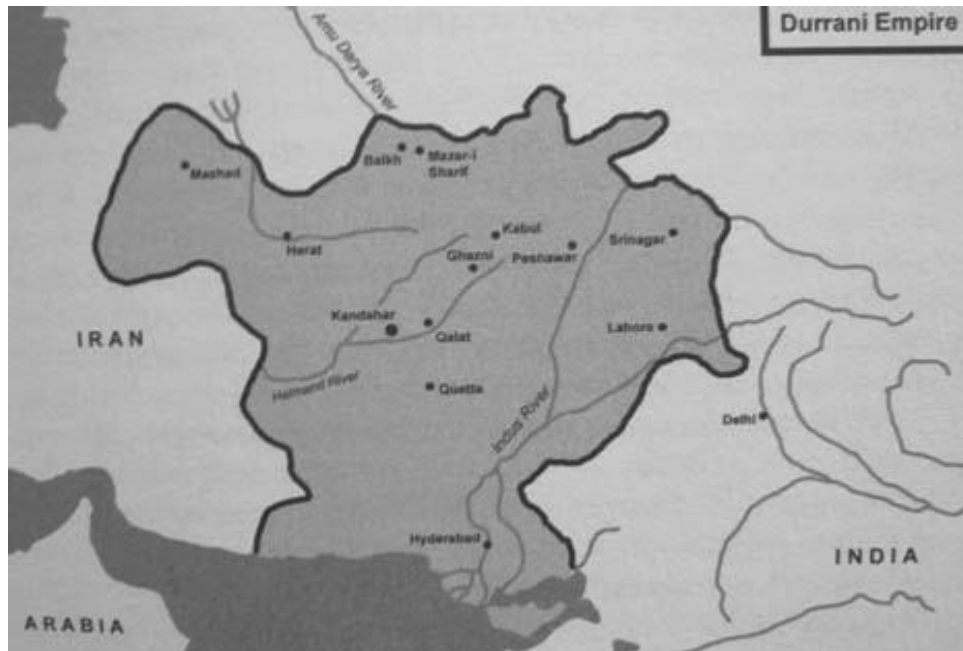 Durrani Empire
Amu Darya River
Balkh
Mazar-i
Sharif
Mashad
Herat
Kabul
Ghazni
Peshawar
Srinagar
Kandahar
Qalat
Lahore
IRAN
Helmand River
Quetta
Indus River
Delhi
Hyderabad
INDIA
ARABIA